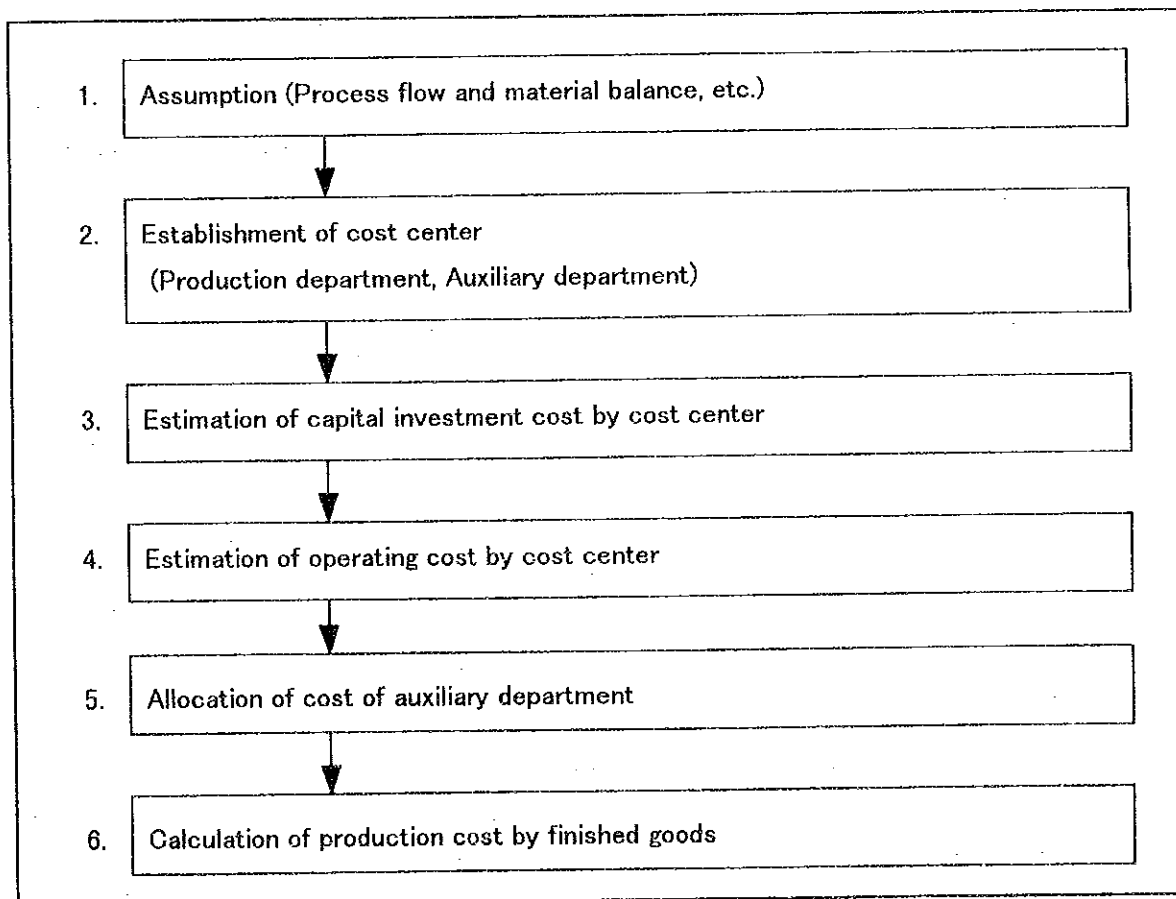 1. Assumption (Process flow and material balance, etc.)
2. Establishment of cost center
(Production department, Auxiliary department)
3. Estimation of capital investment cost by cost center
4. Estimation of operating cost by cost center
5. Allocation of cost of auxiliary department
6. Calculation of production cost by finished goods